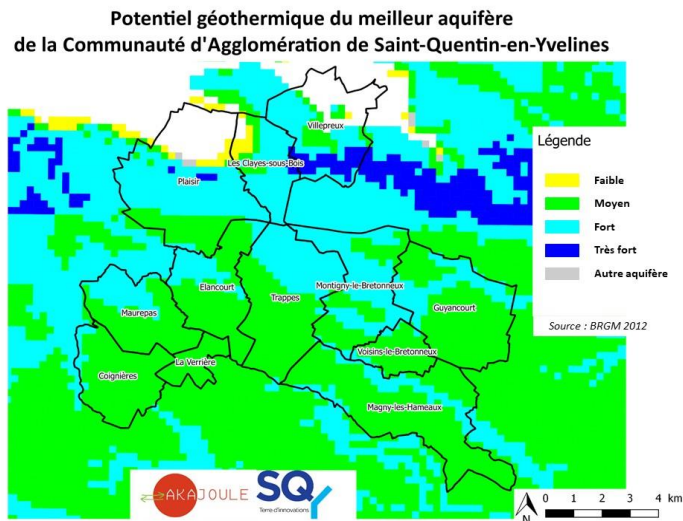 Potentiel géothermique du meilleur aquifère
de la Communauté d'Agglomération de Saint-Quentin-en-Yvelines
Villepreux
Les Clayes-sous-Bois
Plaisir
Légende
Faible
Moyen
Fort
Très fort
Autre aquifère
Source : BRGM 2012
Elancourt
Montigny-le-Bretonneux
Trappes
Guyancourt
Maurepas
Voisins-le-Bretonneux
La Verrière
Coignières
Magny-les-Hameaux
AKAJOULE
SQY
Terre d'innovations
N
0 1 2 3 4 km